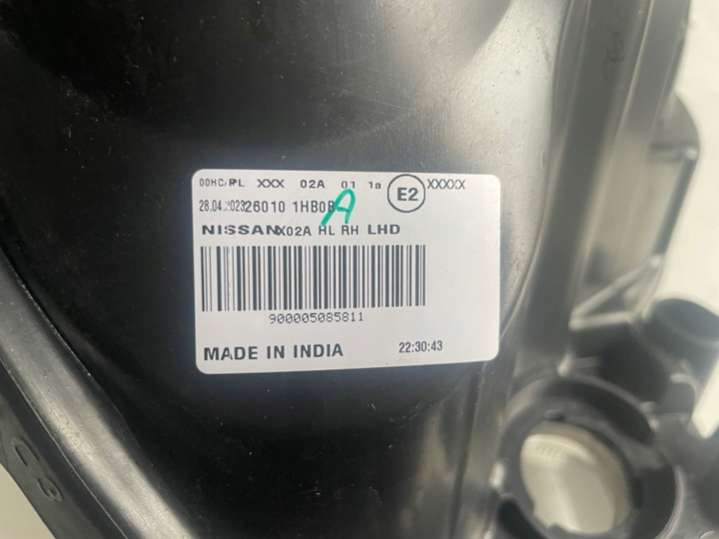 00HC/PL XXX 02A 01 1a E2 XXXXX
28.04.2023 26010 1HB0B A
NISSAN X02A HL RH LHD
900005085811
MADE IN INDIA 22:30:43